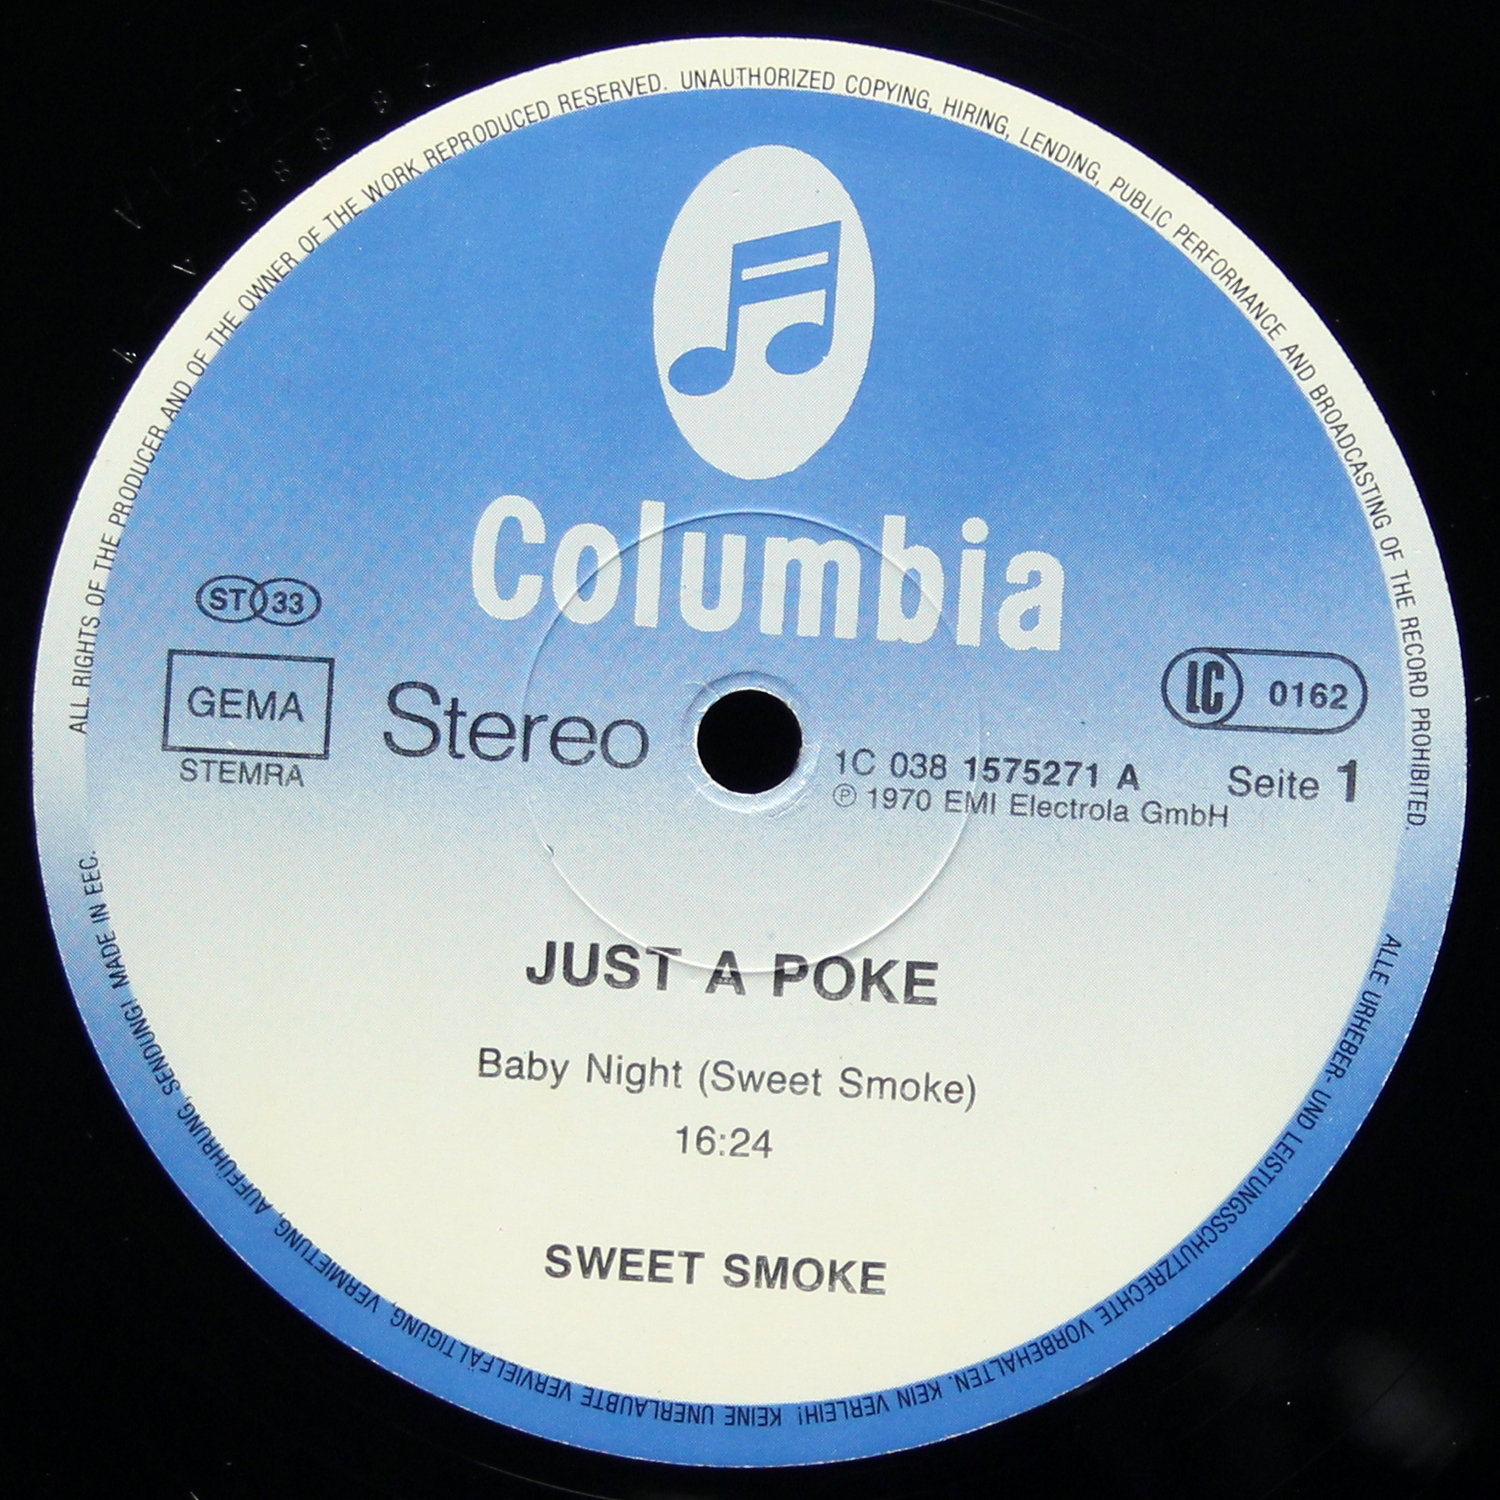 ALL RIGHTS OF THE PRODUCER AND OF THE OWNER OF THE WORK REPRODUCED RESERVED. UNAUTHORIZED COPYING, HIRING, LENDING, PUBLIC PERFORMANCE AND BROADCASTING OF THE RECORD PROHIBITED.
Columbia
ST 33
GEMA
STEMRA
Stereo
LC 0162
1C 038 1575271 A
Seite 1
℗ 1970 EMI Electrola GmbH
JUST A POKE
Baby Night (Sweet Smoke)
16:24
SWEET SMOKE
ALLE URHEBER- UND LEISTUNGSSCHUTZRECHTE VORBEHALTEN. KEIN VERLEIH! KEINE UNERLAUBTE VERVIELFÄLTIGUNG, VERMIETUNG, AUFFÜHRUNG, SENDUNG! MADE IN EEC.